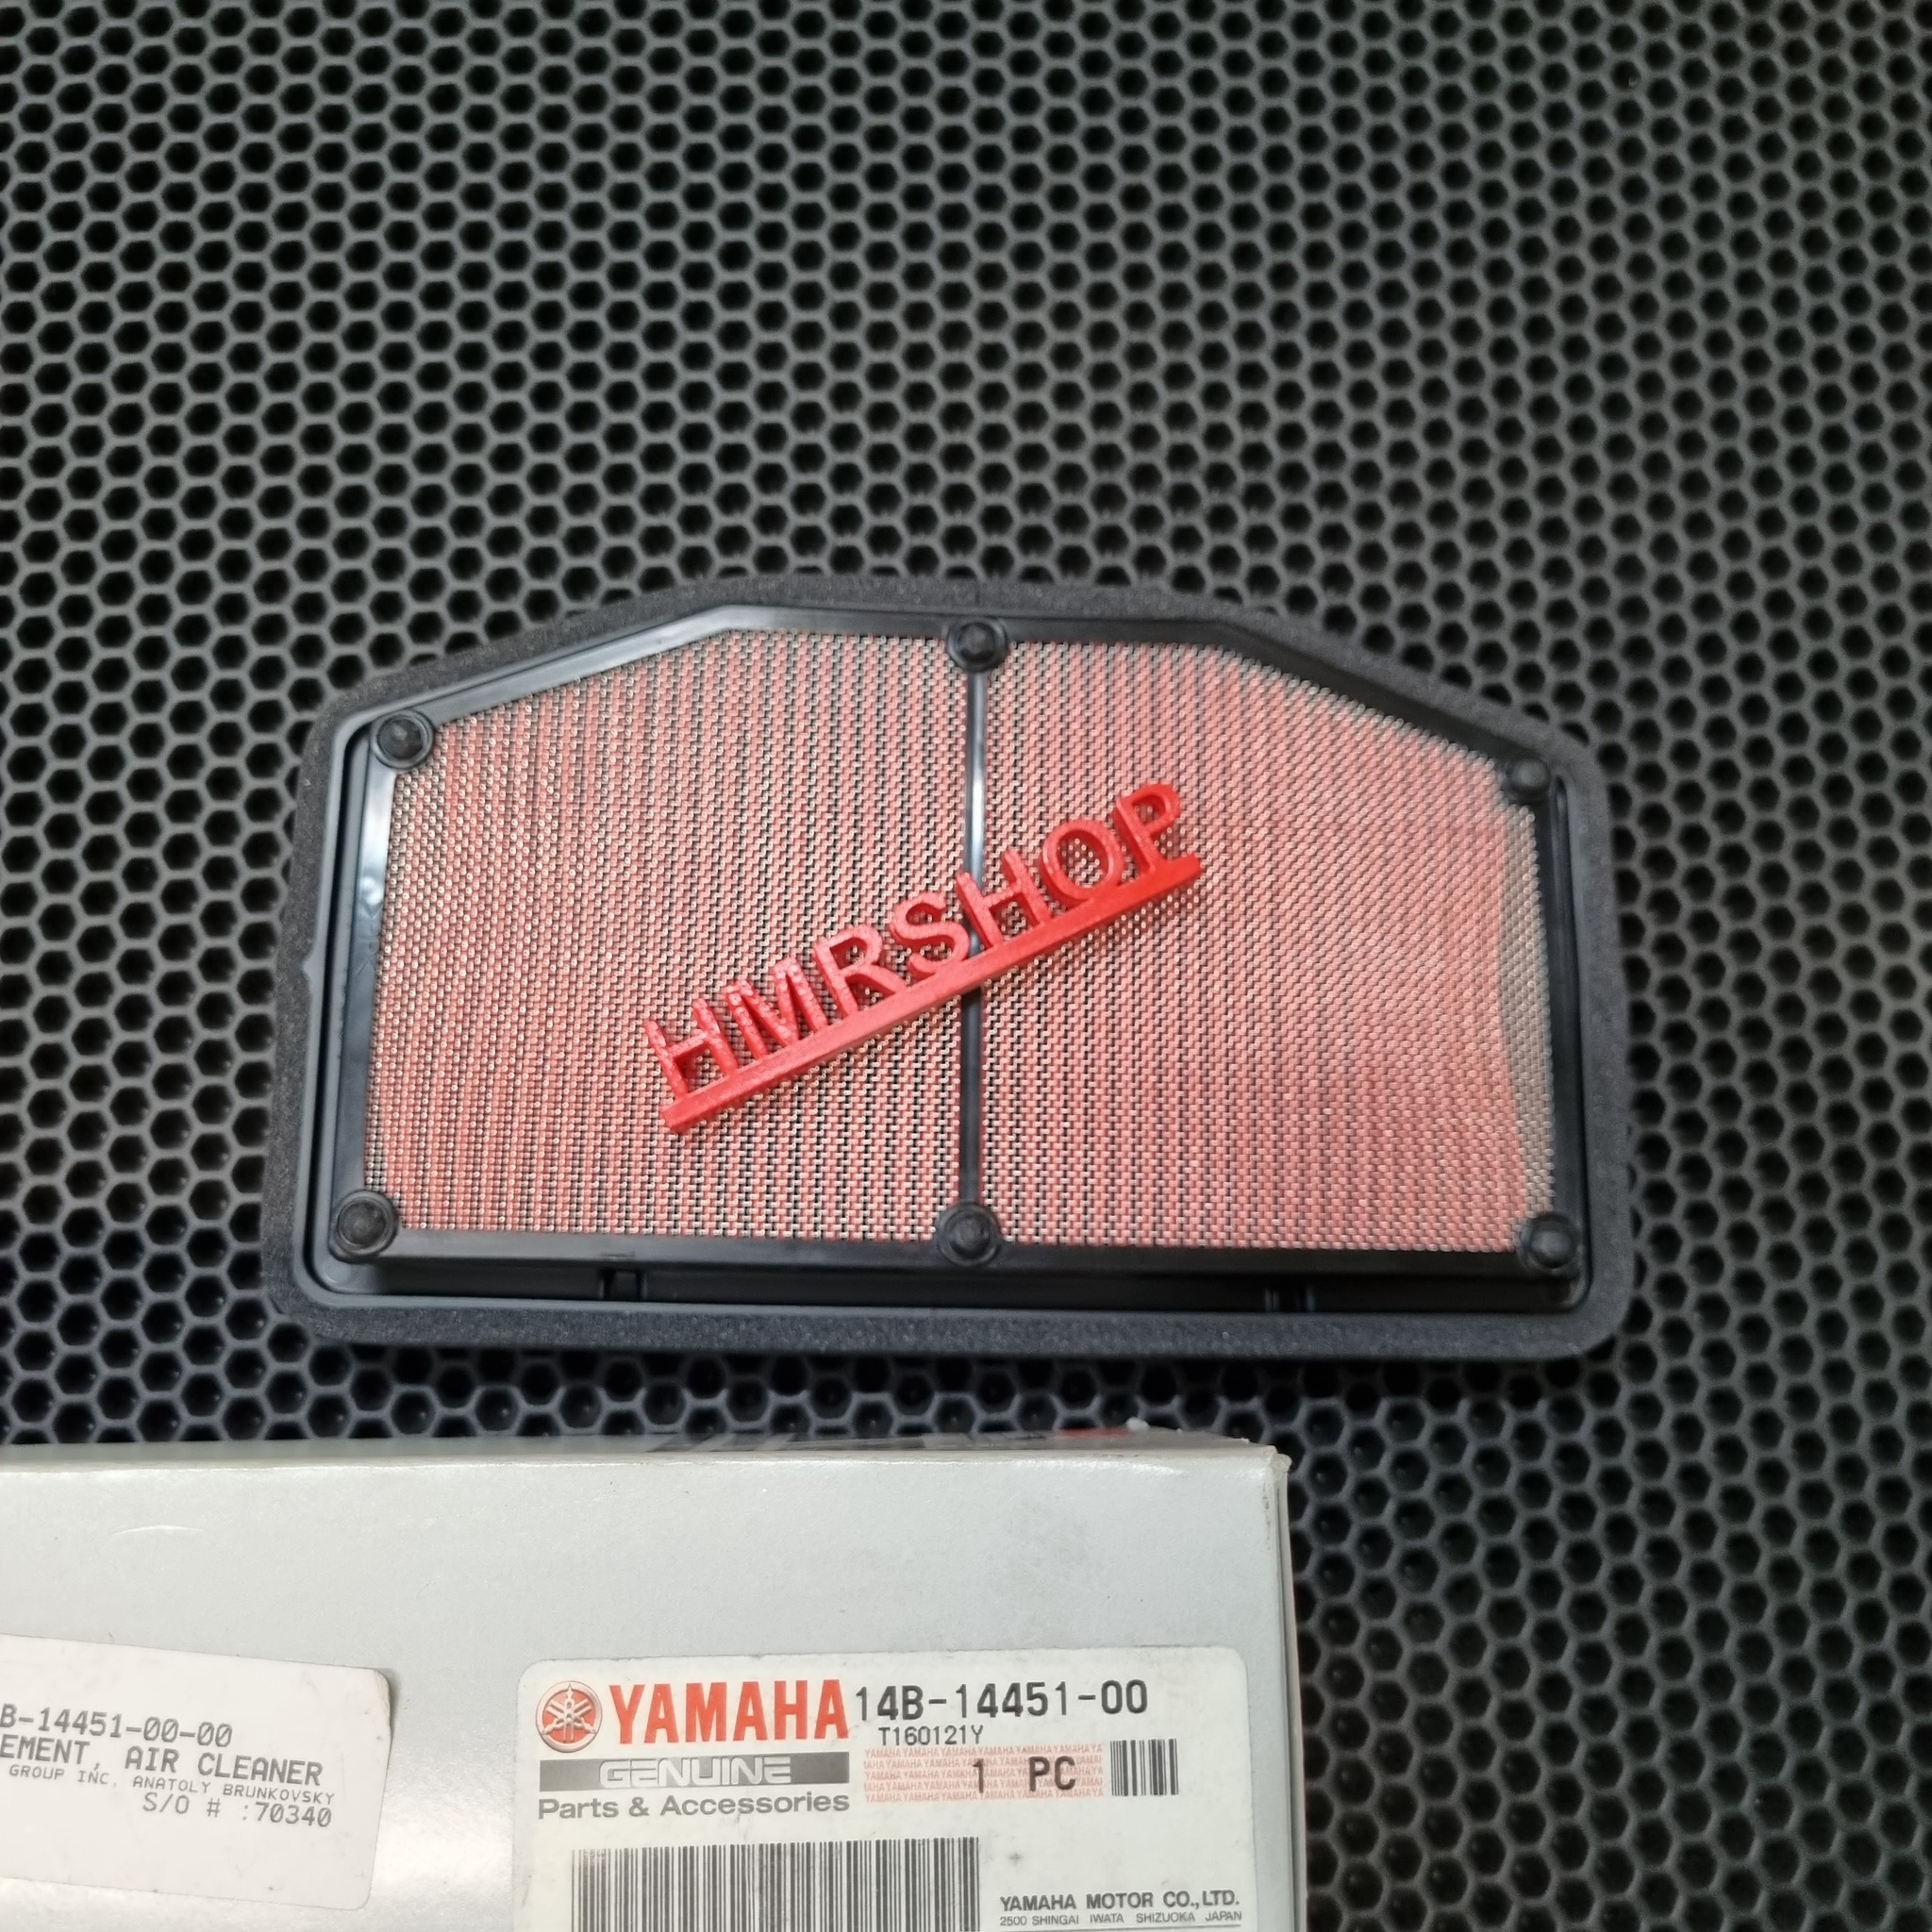 HMRSHOP
B-14451-00-00
EMENT, AIR CLEANER
GROUP INC, ANATOLY BRUNKOVSKY
S/O # :70340
YAMAHA 14B-14451-00
T160121Y
GENUINE 1 PC
Parts & Accessories
YAMAHA MOTOR CO.,LTD.
2500 SHINGAI IWATA SHIZUOKA JAPAN